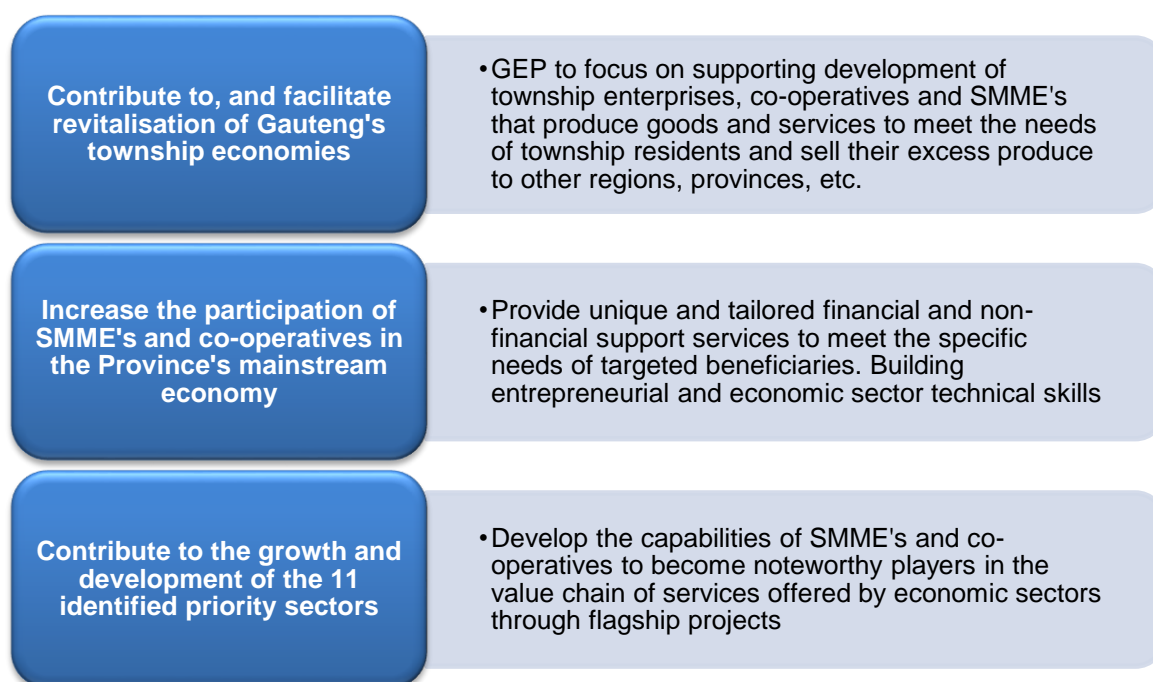 Contribute to, and facilitate
revitalisation of Gauteng's
township economies
•GEP to focus on supporting development of
township enterprises, co-operatives and SMME's
that produce goods and services to meet the needs
of township residents and sell their excess produce
to other regions, provinces, etc.
Increase the participation of
SMME's and co-operatives in
the Province's mainstream
economy
•Provide unique and tailored financial and non-
financial support services to meet the specific
needs of targeted beneficiaries. Building
entrepreneurial and economic sector technical skills
Contribute to the growth and
development of the 11
identified priority sectors
•Develop the capabilities of SMME's and co-
operatives to become noteworthy players in the
value chain of services offered by economic sectors
through flagship projects